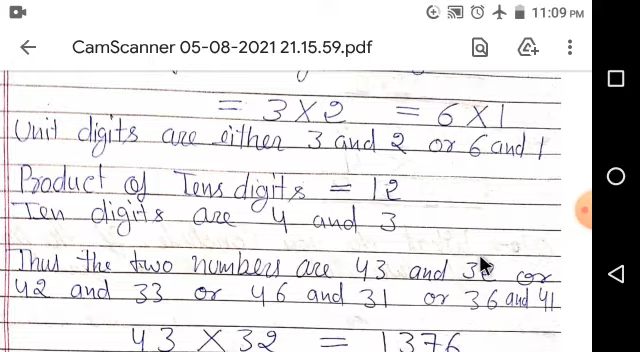 11:09 PM
CamScanner 05-08-2021 21.15.59.pdf
= 3 X 2 = 6 X 1
Unit digits are either 3 and 2 or 6 and 1
Product of Tens digits = 12
Ten digits are 4 and 3
Thus the two numbers are 43 and 32 or
42 and 33 or 46 and 31 or 36 and 41
43 X 32 = 1376